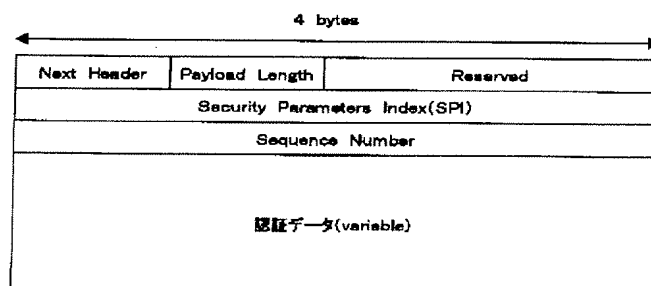 4 bytes
Next Header Payload Length Reserved
Security Parameters Index(SPI)
Sequence Number
認証データ(variable)